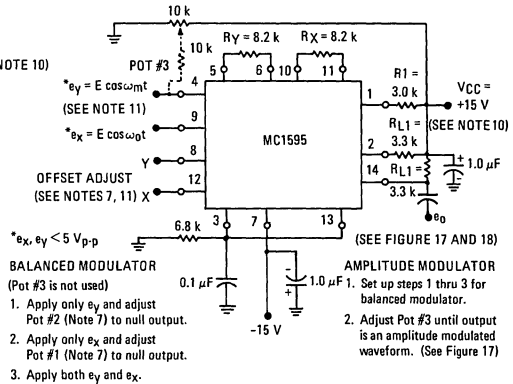 10 k
10 k
RY = 8.2 k
RX = 8.2 k
NOTE 10)
POT #3
5
6
10
11
*ey = E cosωmt
4
(SEE NOTE 11)
1
R1 =
3.0 k
VCC =
+15 V
*ex = E cosωot
9
MC1595
RL1 =
3.3 k
(SEE NOTE 10)
2
Y
8
+
1.0 μF
-
OFFSET ADJUST
(SEE NOTES 7, 11) X
12
14
RL1 =
3.3 k
eo
*ex, ey < 5 Vp-p
6.8 k
3
7
13
(SEE FIGURE 17 AND 18)
0.1 μF
-
+
1.0 μF
-15 V
BALANCED MODULATOR
(Pot #3 is not used)
1. Apply only ey and adjust
Pot #2 (Note 7) to null output.
2. Apply only ex and adjust
Pot #1 (Note 7) to null output.
3. Apply both ey and ex.
AMPLITUDE MODULATOR
1. Set up steps 1 thru 3 for
balanced modulator.
2. Adjust Pot #3 until output
is an amplitude modulated
waveform. (See Figure 17)